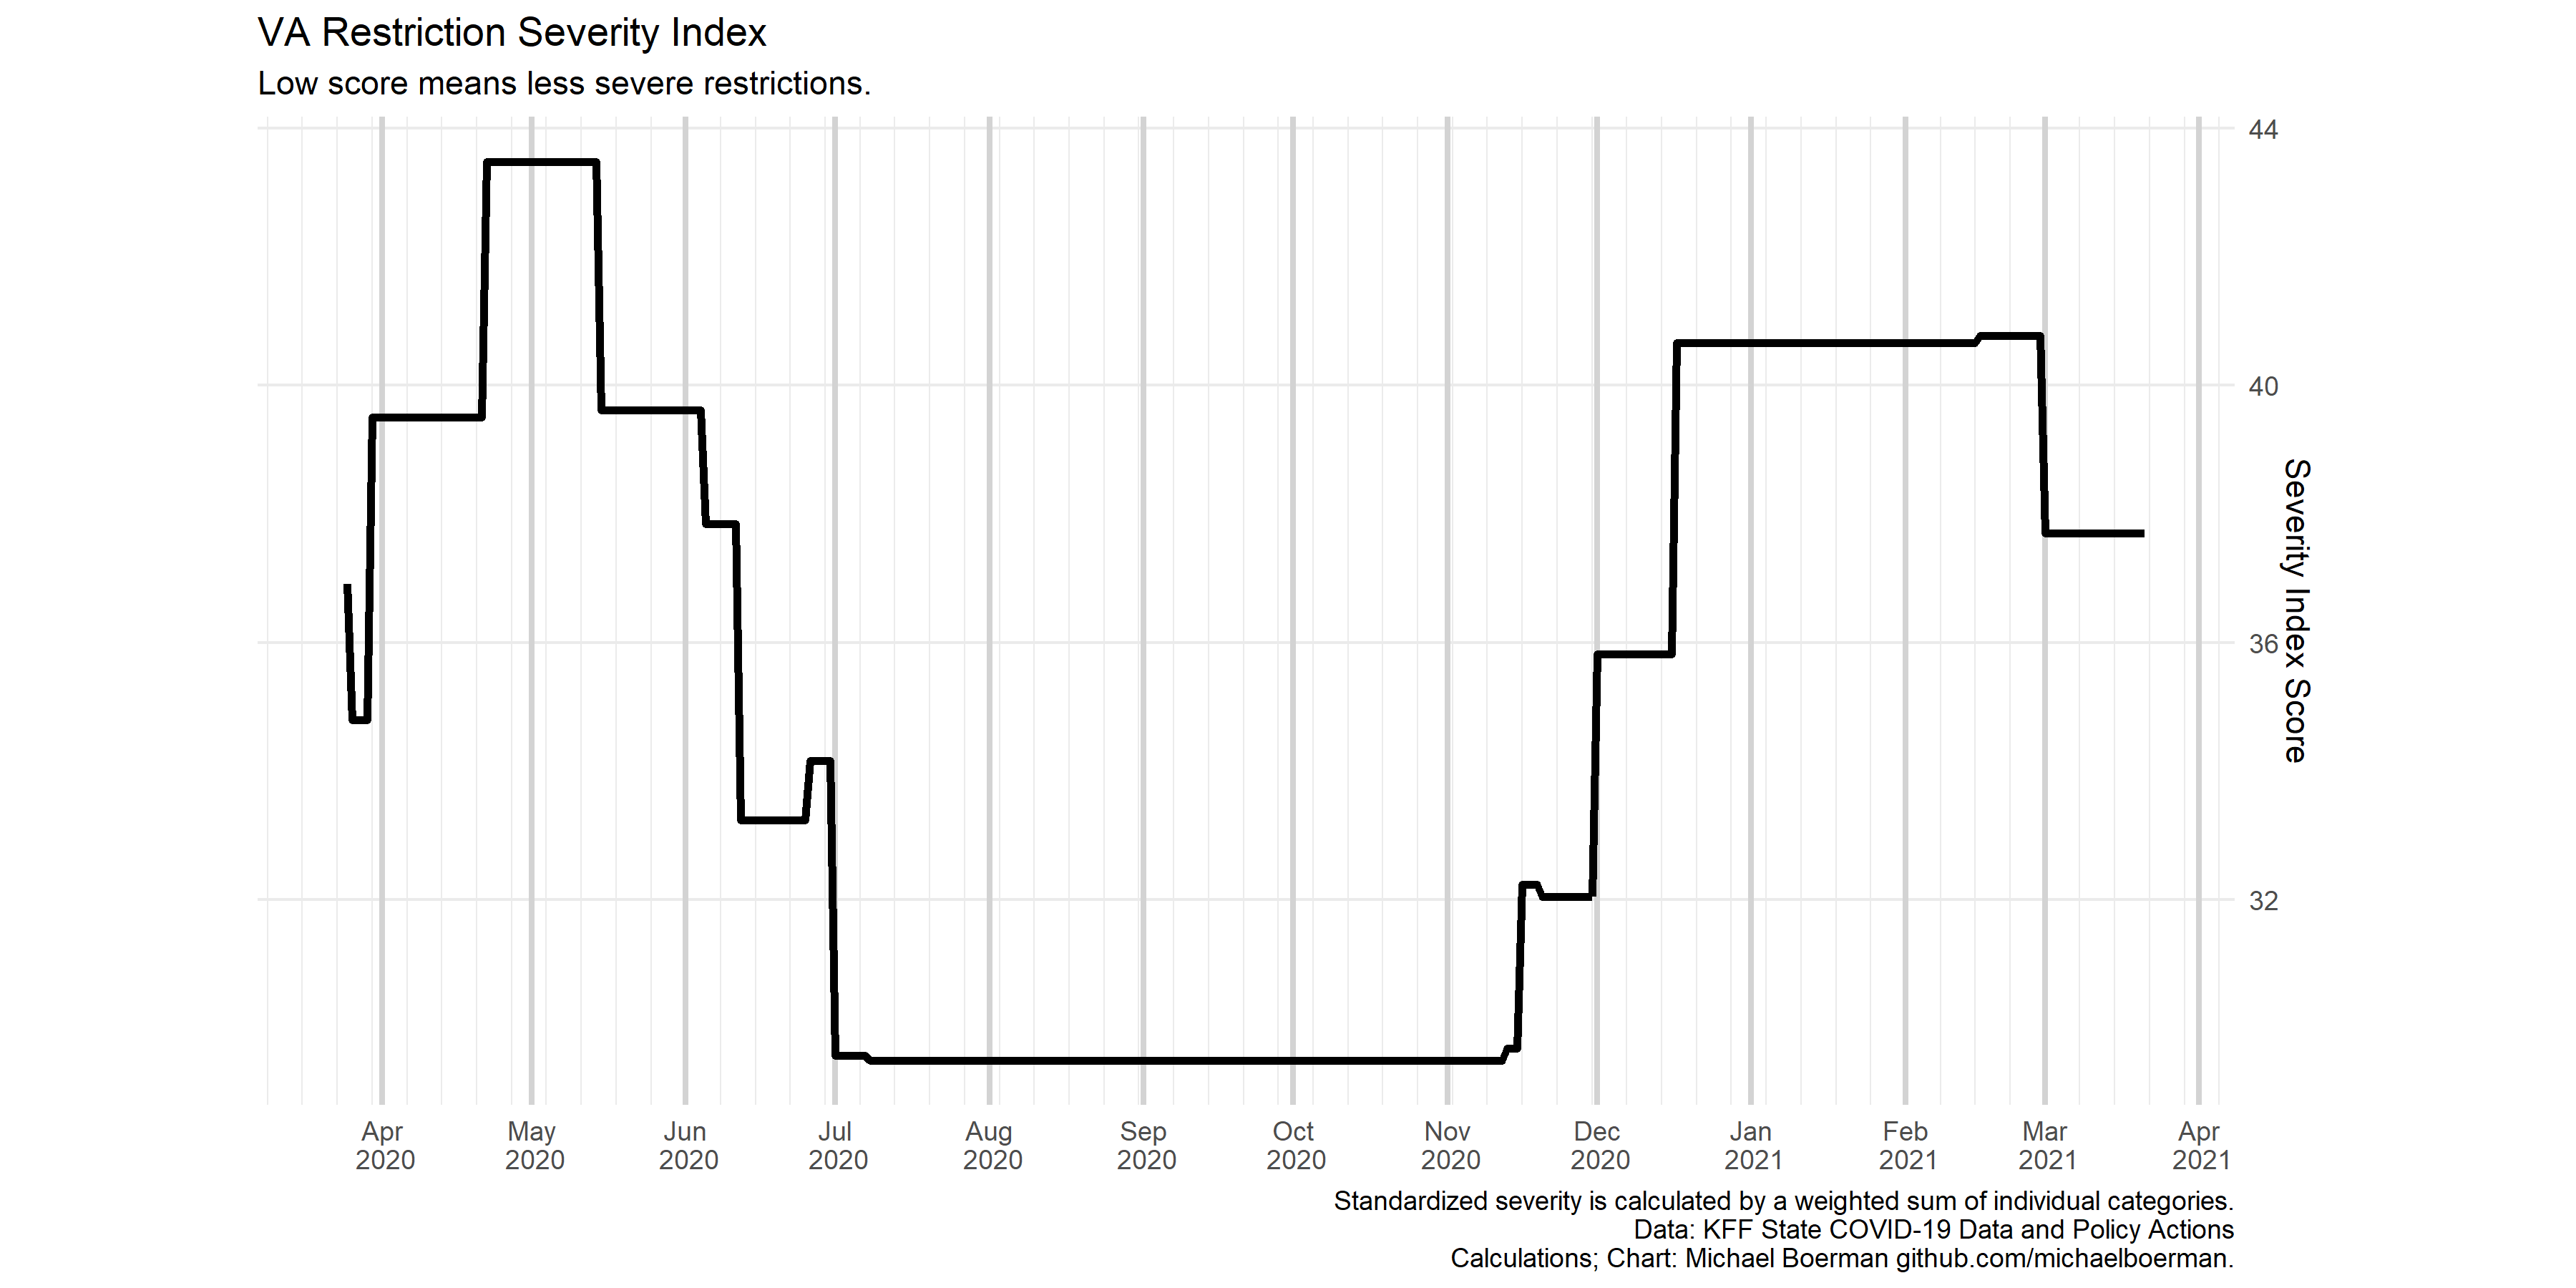 VA Restriction Severity Index
Low score means less severe restrictions.
44
40
36
32
Severity Index Score
Apr May Jun Jul Aug Sep Oct Nov Dec Jan Feb Mar Apr
2020 2020 2020 2020 2020 2020 2020 2020 2020 2021 2021 2021 2021
Standardized severity is calculated by a weighted sum of individual categories.
Data: KFF State COVID-19 Data and Policy Actions
Calculations; Chart: Michael Boerman github.com/michaelboerman.